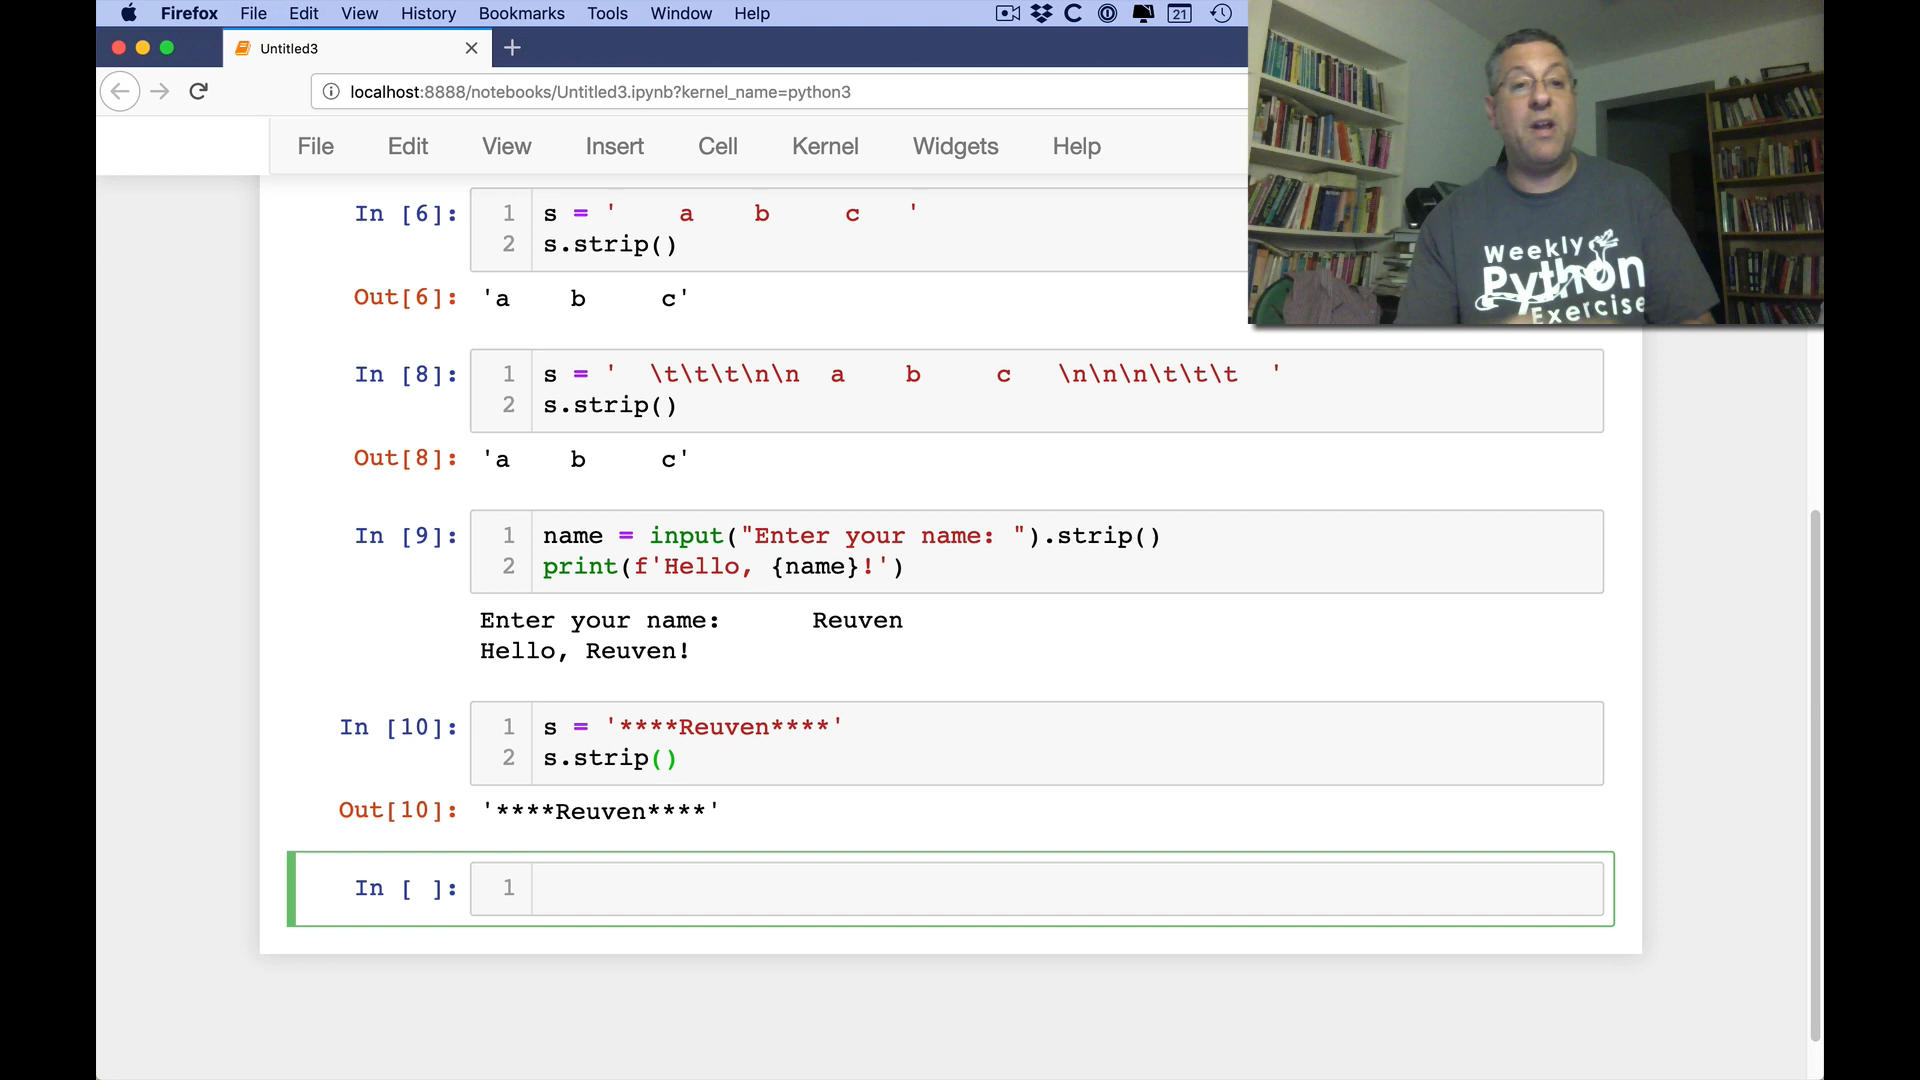 Firefox File Edit View History Bookmarks Tools Window Help
21
Untitled3
localhost:8888/notebooks/Untitled3.ipynb?kernel_name=python3
File Edit View Insert Cell Kernel Widgets Help
In [6]: 1 s = '     a    b     c   '
2 s.strip()
Out[6]: 'a    b     c'
In [8]: 1 s = '  \t\t\t\n\n  a    b     c   \n\n\n\t\t\t  '
2 s.strip()
Out[8]: 'a    b     c'
In [9]: 1 name = input("Enter your name: ").strip()
2 print(f'Hello, {name}!')
Enter your name:      Reuven
Hello, Reuven!
In [10]: 1 s = '****Reuven****'
2 s.strip()
Out[10]: '****Reuven****'
In [ ]: 1
Weekly
Python
Exercise